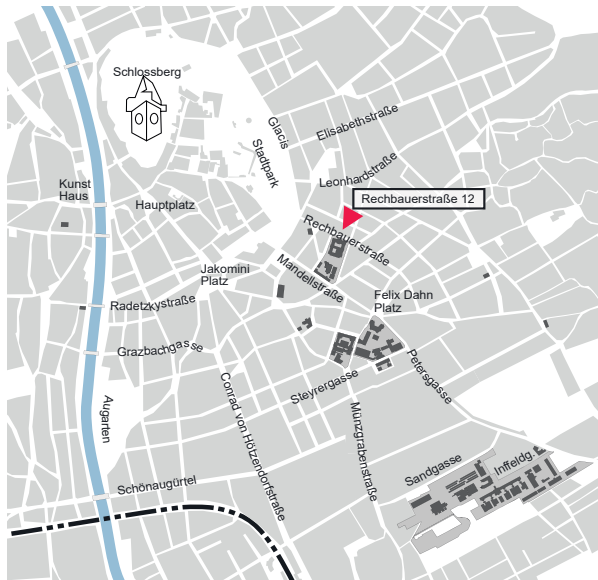 Schlossberg
Glacis
Elisabethstraße
Stadtpark
Leonhardstraße
Kunst
Haus
Hauptplatz
Rechbauerstraße 12
Rechbauerstraße
Jakomini
Platz
Mandellstraße
Radetzkystraße
Felix Dahn
Platz
Grazbachgasse
Petersgasse
Steyrergasse
Conrad von Hölzendorfstraße
Augarten
Münzgrabenstraße
Sandgasse
Inffeldg.
Schönaugürtel